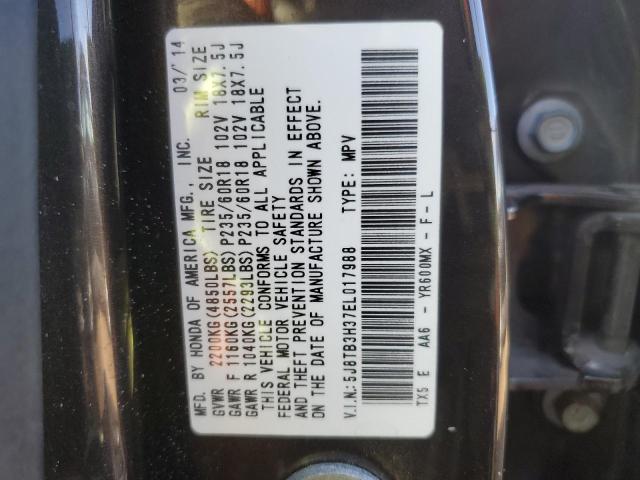 MFD. BY HONDA OF AMERICA MFG., INC. 03/'14
GVWR 2200KG(4850LBS) TIRE SIZE RIM SIZE
GAWR F 1160KG(2557LBS) P235/60R18 102V 18X7.5J
GAWR R 1040KG(2293LBS) P235/60R18 102V 18X7.5J
THIS VEHICLE CONFORMS TO ALL APPLICABLE
FEDERAL MOTOR VEHICLE SAFETY
AND THEFT PREVENTION STANDARDS IN EFFECT
ON THE DATE OF MANUFACTURE SHOWN ABOVE.
V.I.N.: 5J8TB3H37EL017988 TYPE: MPV
TX5 E AA6 - YR600MX - F - L